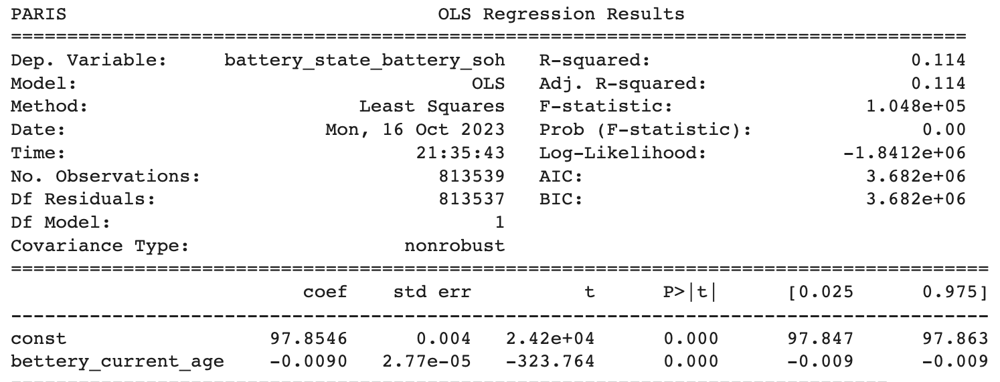 PARIS OLS Regression Results
==============================================================================
Dep. Variable: battery_state_battery_soh R-squared: 0.114
Model: OLS Adj. R-squared: 0.114
Method: Least Squares F-statistic: 1.048e+05
Date: Mon, 16 Oct 2023 Prob (F-statistic): 0.00
Time: 21:35:43 Log-Likelihood: -1.8412e+06
No. Observations: 813539 AIC: 3.682e+06
Df Residuals: 813537 BIC: 3.682e+06
Df Model: 1
Covariance Type: nonrobust
==============================================================================
coef std err t P>|t| [0.025 0.975]
------------------------------------------------------------------------------
const 97.8546 0.004 2.42e+04 0.000 97.847 97.863
bettery_current_age -0.0090 2.77e-05 -323.764 0.000 -0.009 -0.009